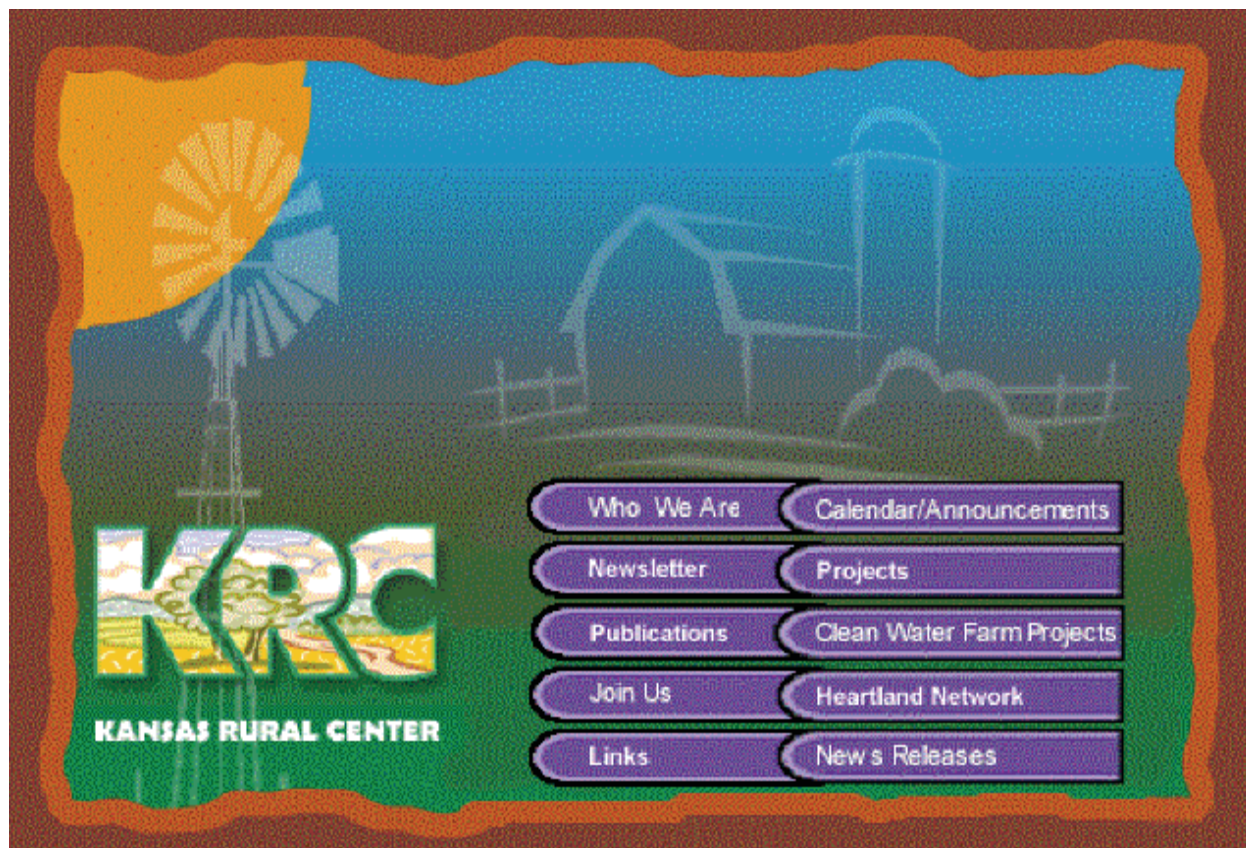 Who We Are
Calendar/Announcements
Newsletter
Projects
Publications
Clean Water Farm Projects
Join Us
Heartland Network
Links
New s Releases
KRC
KANSAS RURAL CENTER